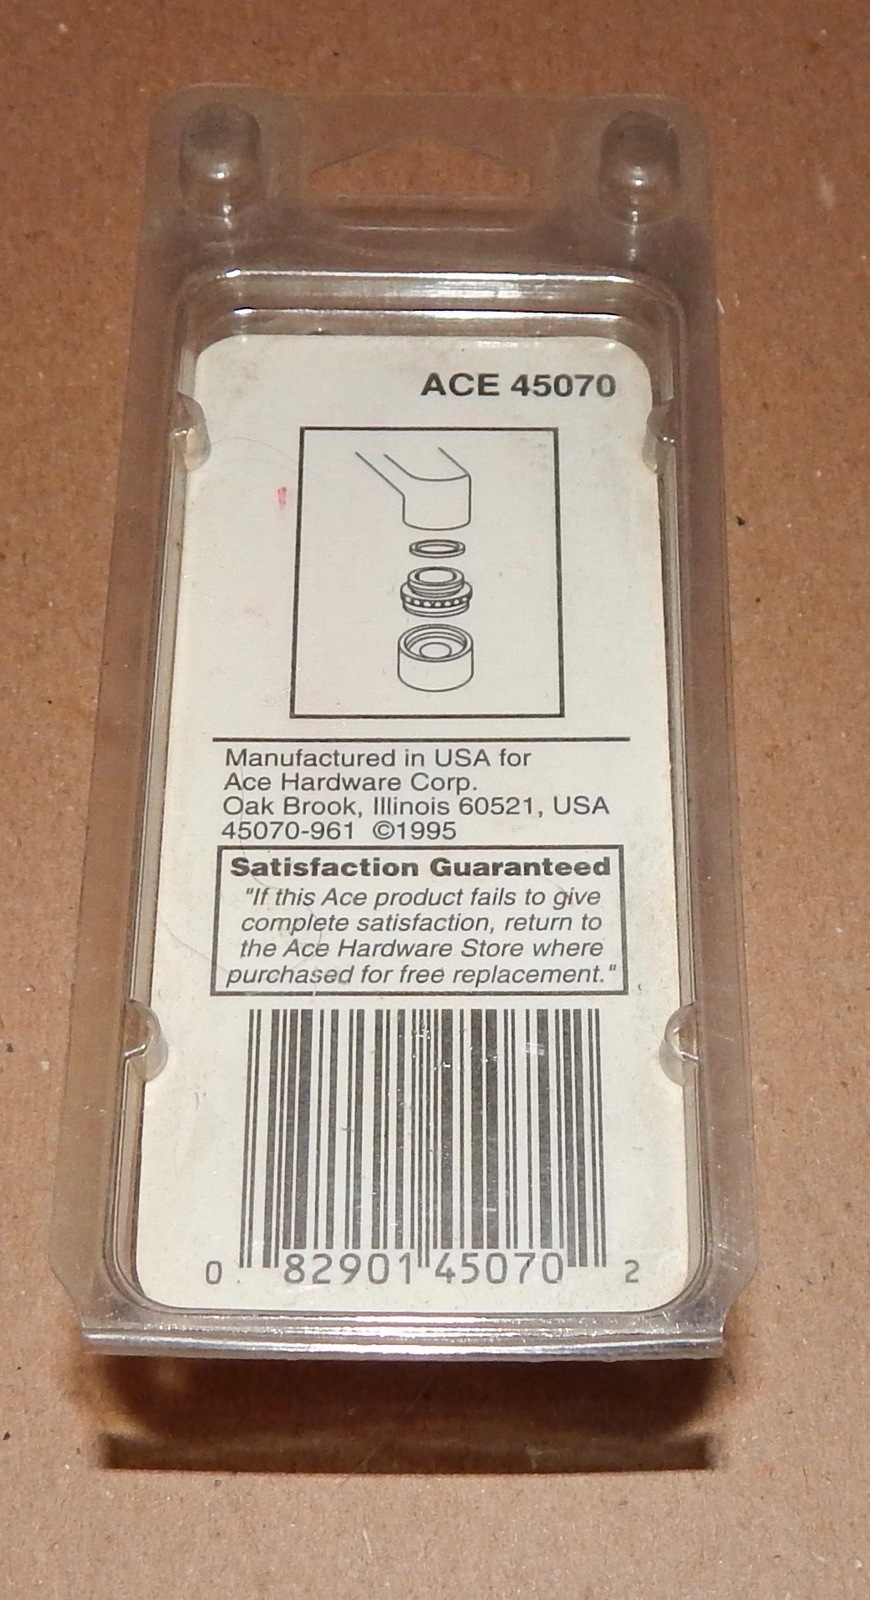 ACE 45070
Manufactured in USA for
Ace Hardware Corp.
Oak Brook, Illinois 60521, USA
45070-961 ©1995
Satisfaction Guaranteed
"If this Ace product fails to give
complete satisfaction, return to
the Ace Hardware Store where
purchased for free replacement."
0 82901 45070 2